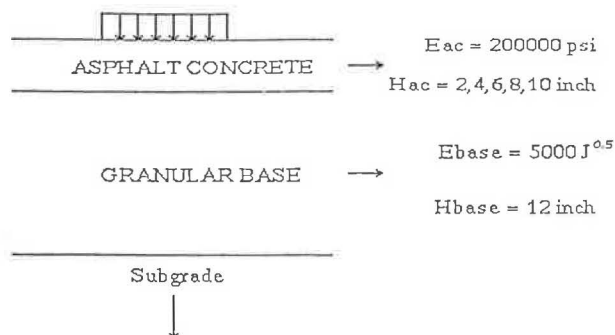 Eac = 200000 psi
ASPHALT CONCRETE
Hac = 2,4,6,8,10 inch
Ebase = 5000 J^0.5
GRANULAR BASE
Hbase = 12 inch
Subgrade